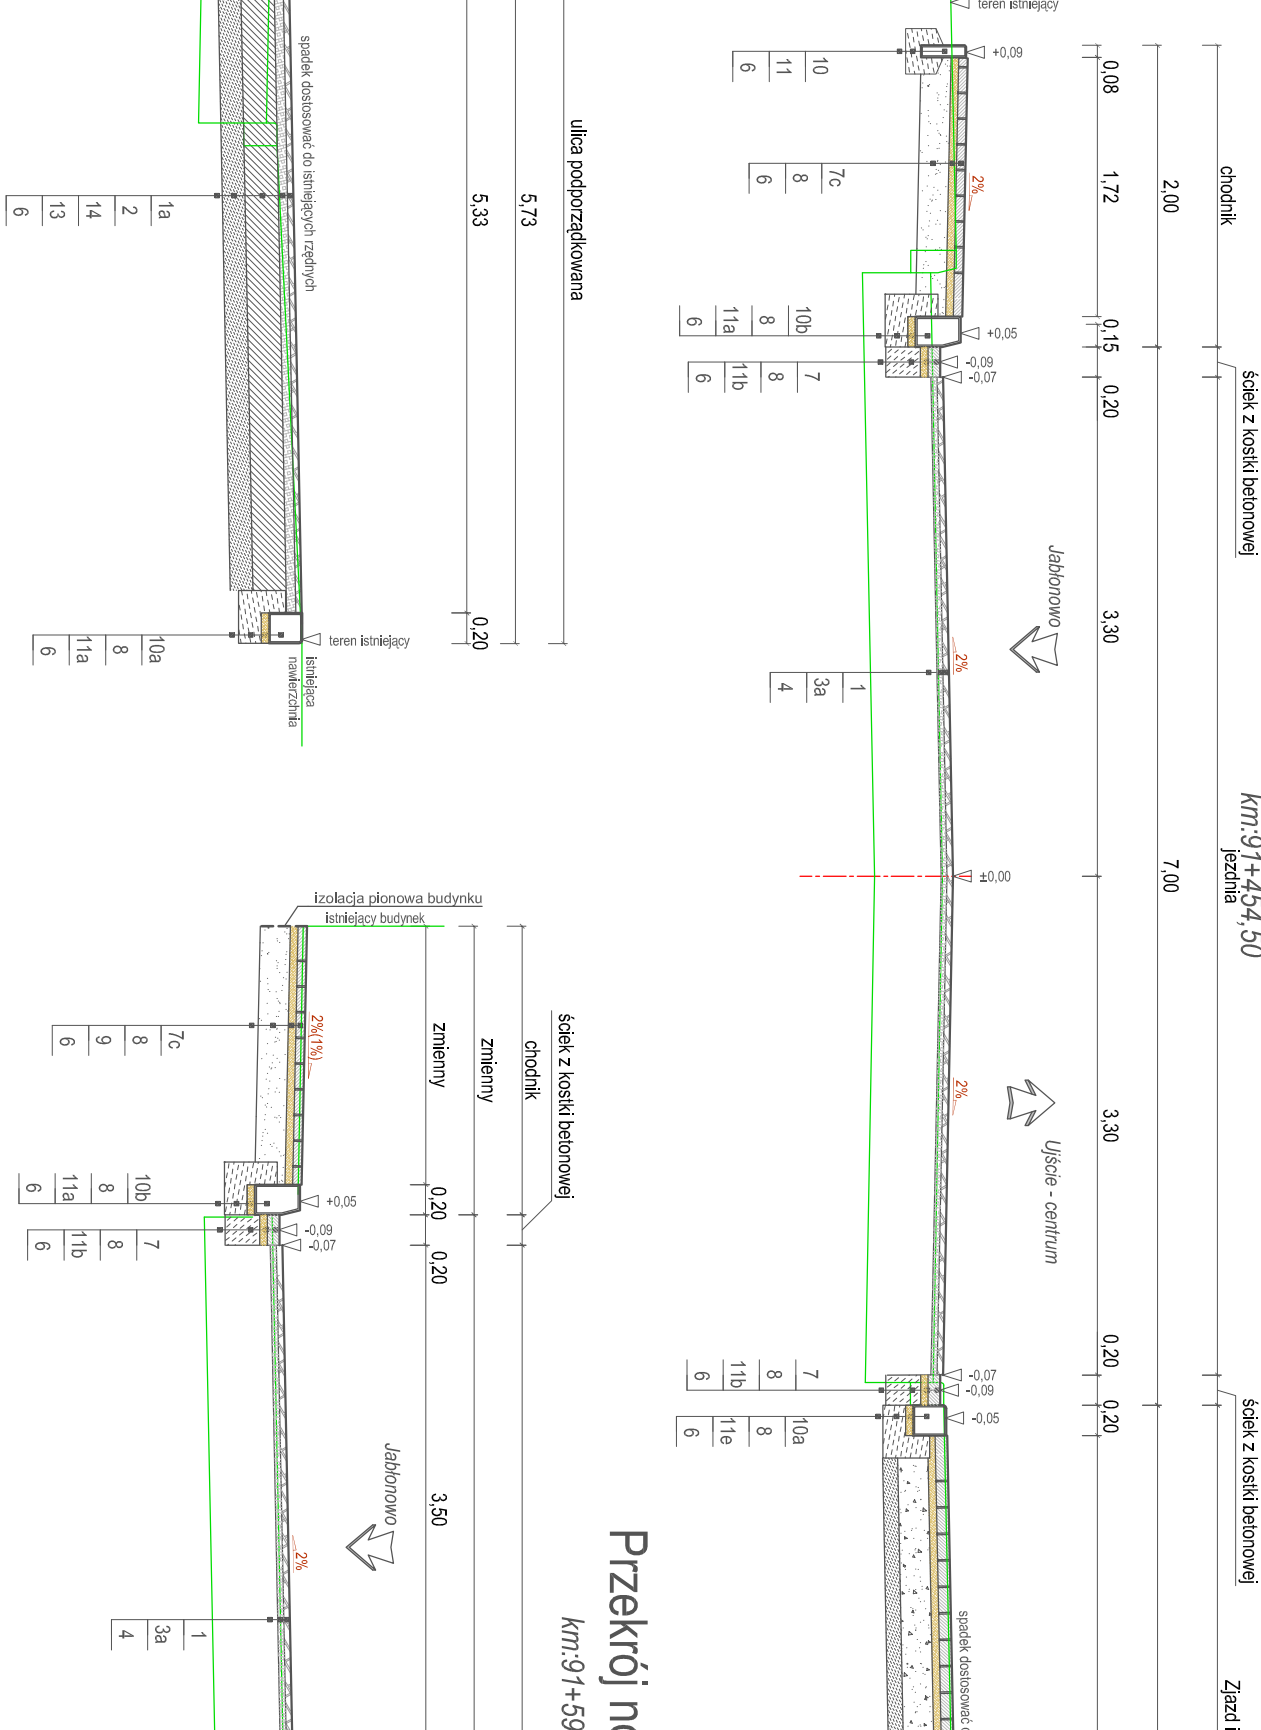 km:91+454,50
chodnik
ściek z kostki betonowej
jezdnia
ściek z kostki betonowej
2,00
7,00
0,08
1,72
0,15
0,20
3,30
3,30
0,20
0,20
teren istniejący
+0,09
2%
+0,05
-0,09
-0,07
Jabłonowo
2%
±0,00
2%
Ujście - centrum
-0,07
-0,09
-0,05
spadek dostosować
10
11
6
7c
8
6
10b
8
11a
6
7
8
11b
6
1
3a
4
7
8
11b
6
10a
8
11e
6
ulica podporządkowana
5,73
5,33
0,20
spadek dostosować do istniejących rzędnych
teren istniejący
istniejąca
nawierzchnia
1a
2
14
13
6
10a
8
11a
6
Przekrój
km:91+59
ściek z kostki betonowej
chodnik
zmienny
zmienny
0,20
0,20
3,50
izolacja pionowa budynku
istniejący budynek
2%(1%)
+0,05
-0,09
-0,07
Jabłonowo
2%
7c
8
9
6
10b
8
11a
6
7
8
11b
6
1
3a
4